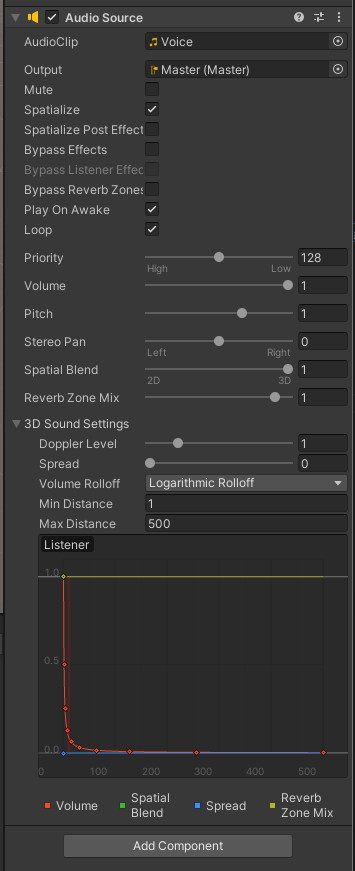 Audio Source
AudioClip Voice
Output Master (Master)
Mute
Spatialize
Spatialize Post Effect
Bypass Effects
Bypass Listener Effec
Bypass Reverb Zones
Play On Awake
Loop
Priority 128
High Low
Volume 1
Pitch 1
Stereo Pan 0
Left Right
Spatial Blend 1
2D 3D
Reverb Zone Mix 1
3D Sound Settings
Doppler Level 1
Spread 0
Volume Rolloff Logarithmic Rolloff
Min Distance 1
Max Distance 500
Listener
1.0
0.5
0.0
0 100 200 300 400 500
Volume Spatial Blend Spread Reverb Zone Mix
Add Component